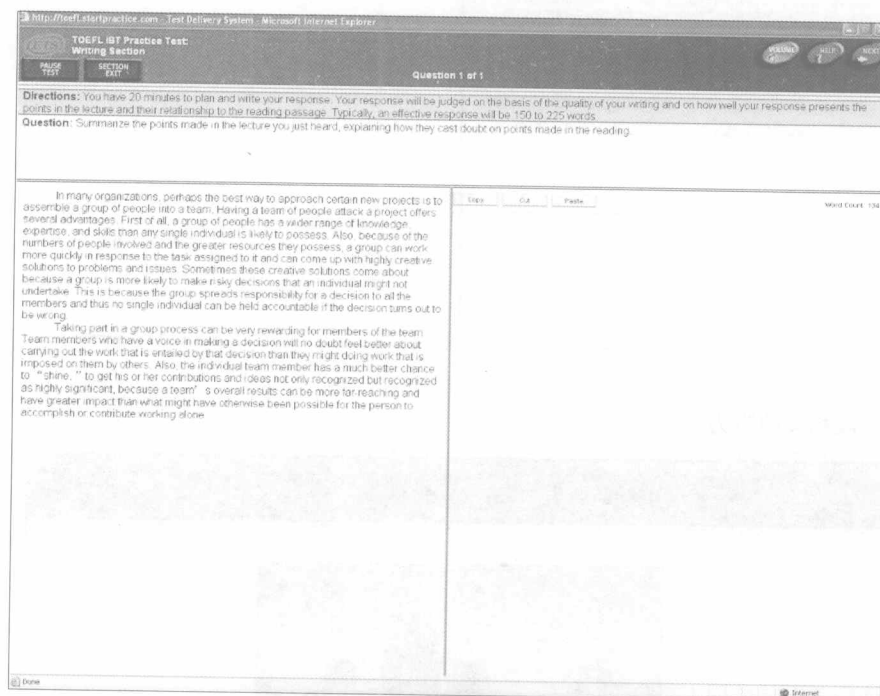 http://toefl.startpractice.com - Test Delivery System - Microsoft Internet Explorer
TOEFL iBT Practice Test:
Writing Section
PAUSE
TEST
SECTION
EXIT
VOLUME
HELP
?
NEXT
Question 1 of 1
Directions: You have 20 minutes to plan and write your response. Your response will be judged on the basis of the quality of your writing and on how well your response presents the
points in the lecture and their relationship to the reading passage. Typically, an effective response will be 150 to 225 words.
Question: Summarize the points made in the lecture you just heard, explaining how they cast doubt on points made in the reading.
In many organizations, perhaps the best way to approach certain new projects is to
assemble a group of people into a team. Having a team of people attack a project offers
several advantages. First of all, a group of people has a wider range of knowledge,
expertise, and skills than any single individual is likely to possess. Also, because of the
numbers of people involved and the greater resources they possess, a group can work
more quickly in response to the task assigned to it and can come up with highly creative
solutions to problems and issues. Sometimes these creative solutions come about
because a group is more likely to make risky decisions that an individual might not
undertake. This is because the group spreads responsibility for a decision to all the
members and thus no single individual can be held accountable if the decision turns out to
be wrong.
Taking part in a group process can be very rewarding for members of the team.
Team members who have a voice in making a decision will no doubt feel better about
carrying out the work that is entailed by that decision than they might doing work that is
imposed on them by others. Also, the individual team member has a much better chance
to "shine," to get his or her contributions and ideas not only recognized but recognized
as highly significant, because a team's overall results can be more far-reaching and
have greater impact than what might have otherwise been possible for the person to
accomplish or contribute working alone.
Copy
Cut
Paste
Word Count: 104
Done
Internet